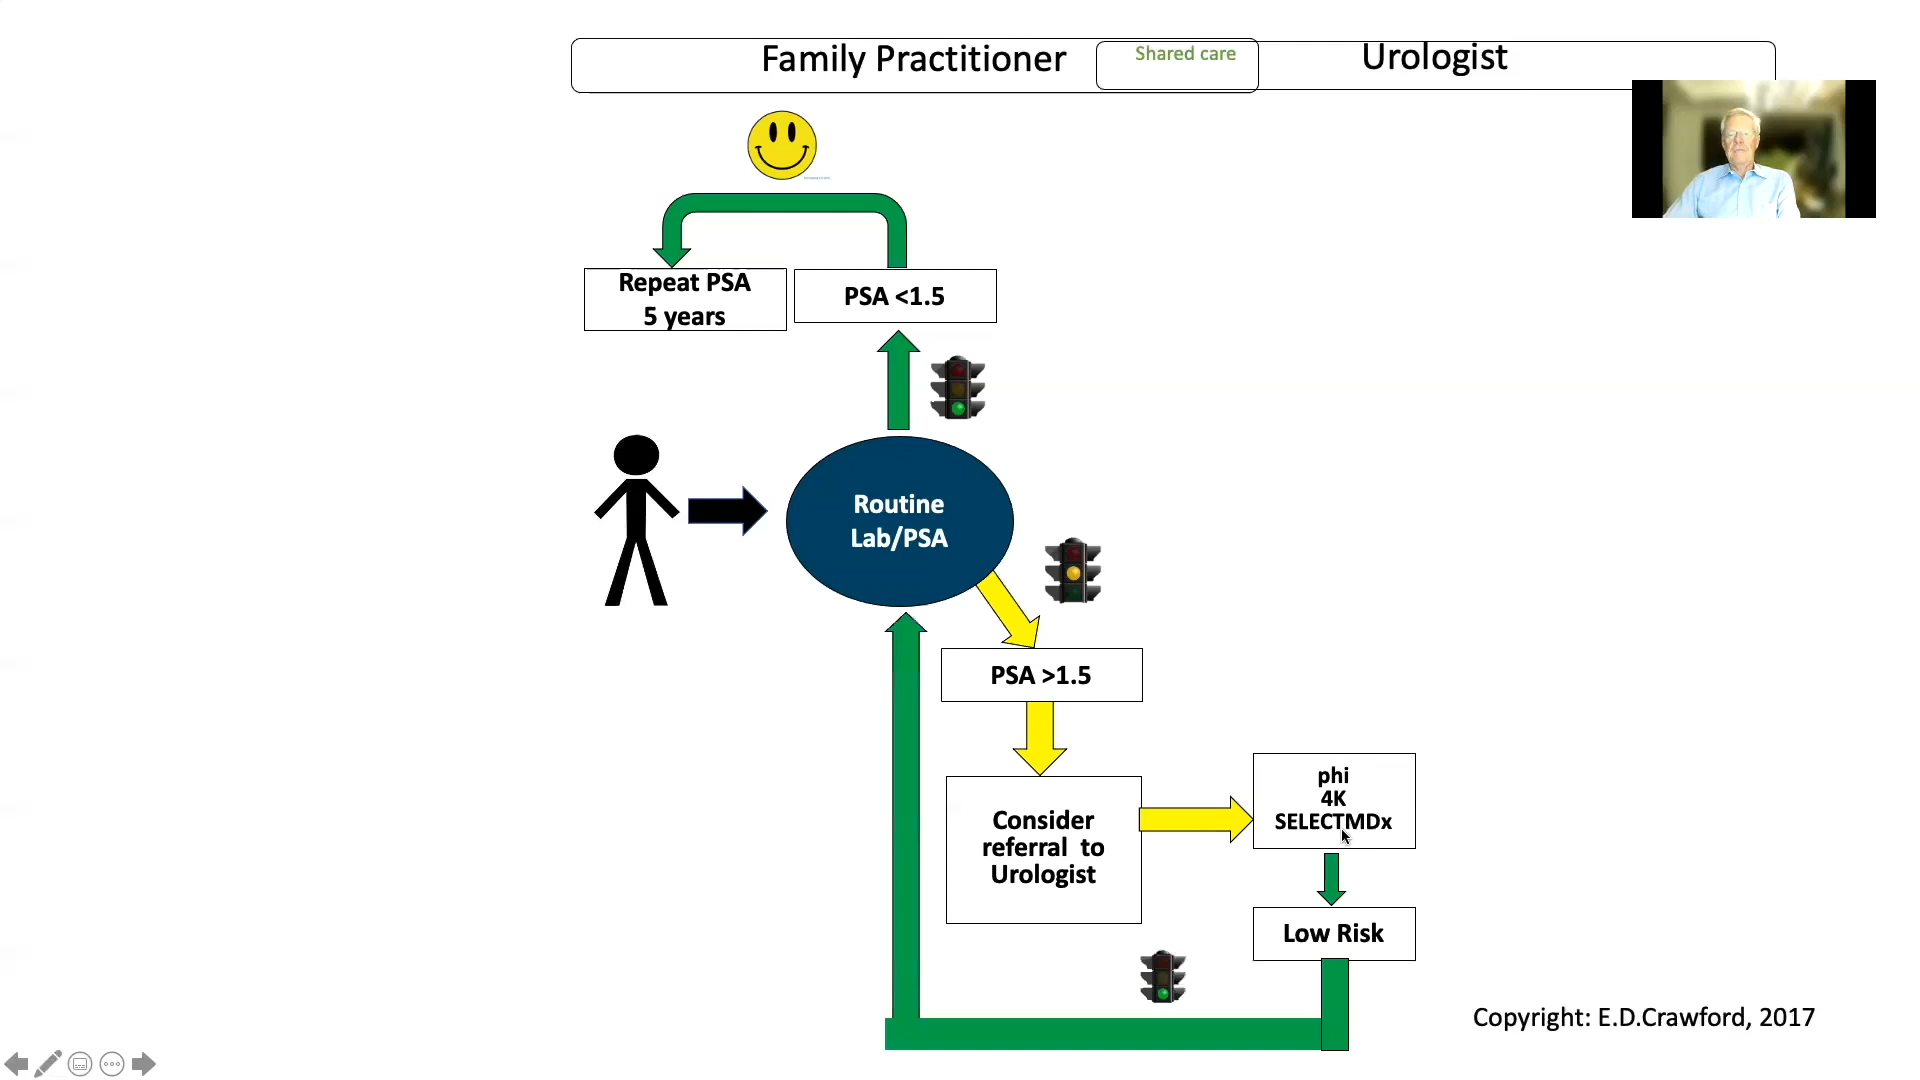 Family Practitioner
Shared care
Urologist
Repeat PSA
5 years
PSA <1.5
Routine
Lab/PSA
PSA >1.5
Consider
referral to
Urologist
phi
4K
SELECTMDx
Low Risk
Copyright: E.D.Crawford, 2017